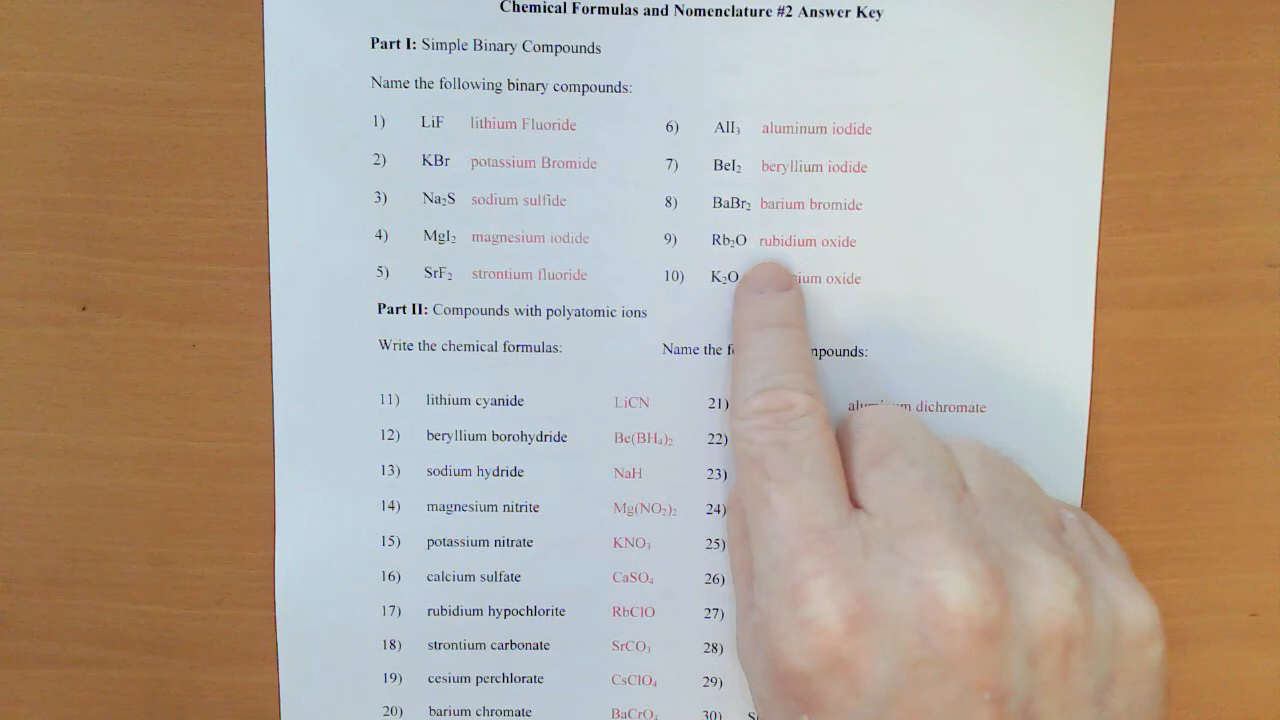 Chemical Formulas and Nomenclature #2 Answer Key
Part I: Simple Binary Compounds
Name the following binary compounds:
1) LiF lithium Fluoride 6) AlI₃ aluminum iodide
2) KBr potassium Bromide 7) BeI₂ beryllium iodide
3) Na₂S sodium sulfide 8) BaBr₂ barium bromide
4) MgI₂ magnesium iodide 9) Rb₂O rubidium oxide
5) SrF₂ strontium fluoride 10) K₂O oxide
Part II: Compounds with polyatomic ions
Write the chemical formulas: Name the
11) lithium cyanide LiCN 21) dichromate
12) beryllium borohydride Be(BH₄)₂ 22)
13) sodium hydride NaH 23)
14) magnesium nitrite Mg(NO₂)₂ 24)
15) potassium nitrate KNO₃ 25)
16) calcium sulfate CaSO₄ 26)
17) rubidium hypochlorite RbClO 27)
18) strontium carbonate SrCO₃ 28)
19) cesium perchlorate CsClO₄ 29)
20) barium chromate BaCrO₄ 30)